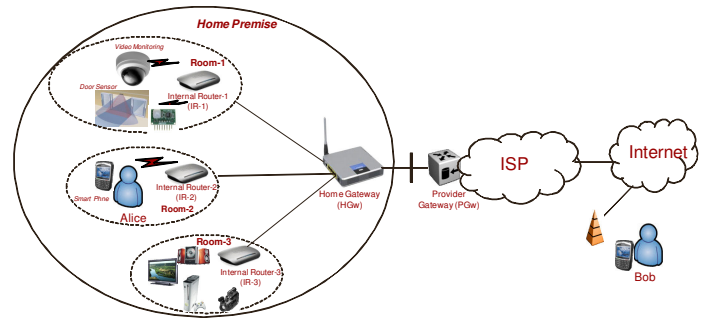 Home Premise
Video Monitoring
Room-1
Door Sensor
Internal Router-1
(IR-1)
Internal Router-2
(IR-2)
Smart Phne
Alice
Room-2
Room-3
Internal Router-3
(IR-3)
Home Gateway
(HGw)
Provider
Gateway (PGw)
ISP
Internet
Bob